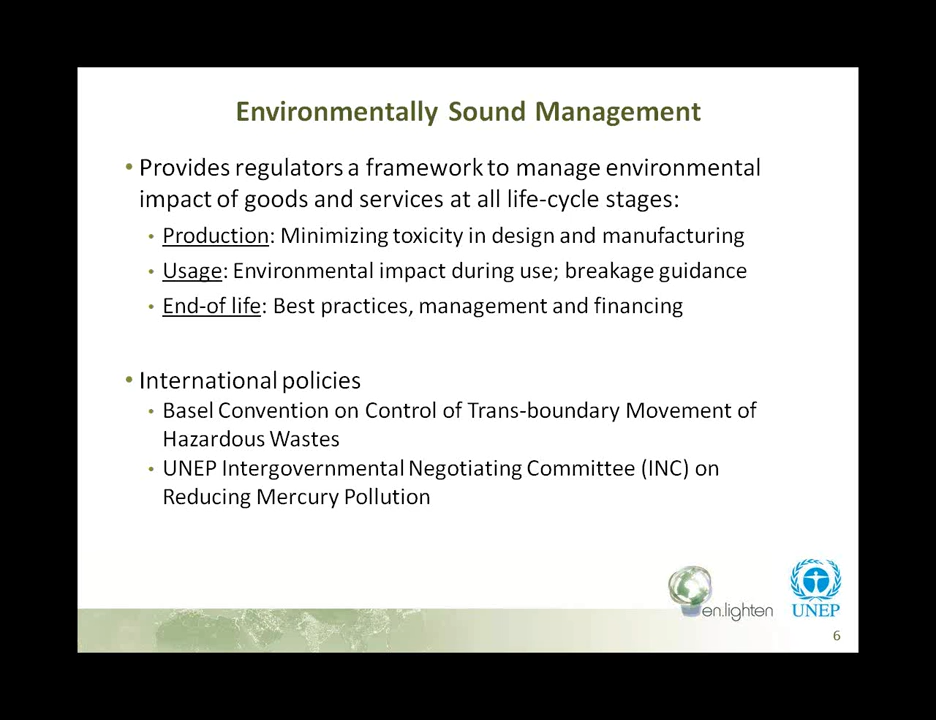 Environmentally Sound Management
• Provides regulators a framework to manage environmental
impact of goods and services at all life-cycle stages:
• Production: Minimizing toxicity in design and manufacturing
• Usage: Environmental impact during use; breakage guidance
• End-of life: Best practices, management and financing
• International policies
• Basel Convention on Control of Trans-boundary Movement of
Hazardous Wastes
• UNEP Intergovernmental Negotiating Committee (INC) on
Reducing Mercury Pollution
en.lighten
UNEP
6